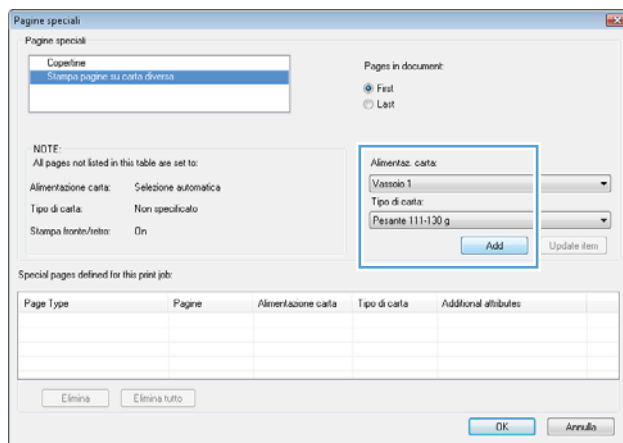 Pagine speciali
Pagine speciali
Copertine
Stampa pagine su carta diversa
Pages in document:
First
Last
NOTE:
All pages not listed in this table are set to:
Alimentazione carta: Selezione automatica
Tipo di carta: Non specificato
Stampa fronte/retro: On
Alimentaz. carta:
Vassoio 1
Tipo di carta:
Pesante 111-130 g
Add
Update item
Special pages defined for this print job:
Page Type Pagine Alimentazione carta Tipo di carta Additional attributes
Elimina Elimina tutto
OK Annulla